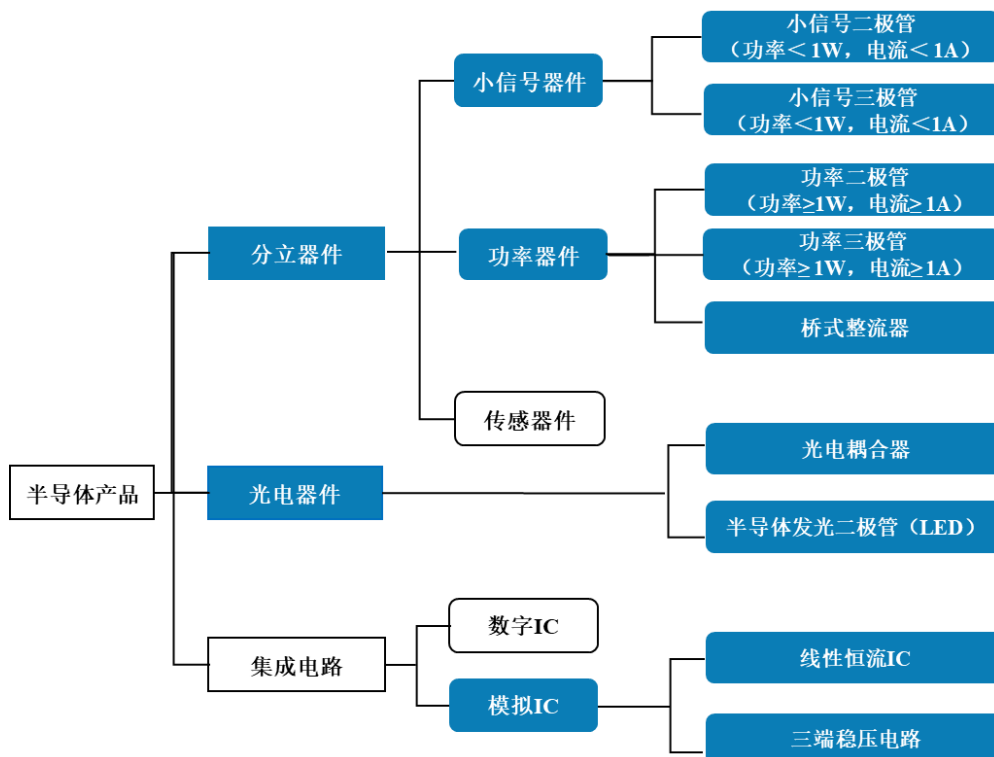 小信号二极管
（功率＜1W，电流＜1A）
小信号器件
小信号三极管
（功率＜1W，电流＜1A）
功率二极管
（功率≥1W，电流≥1A）
分立器件
功率器件
功率三极管
（功率≥1W，电流≥1A）
桥式整流器
传感器件
光电耦合器
半导体产品
光电器件
半导体发光二极管（LED）
数字IC
集成电路
线性恒流IC
模拟IC
三端稳压电路